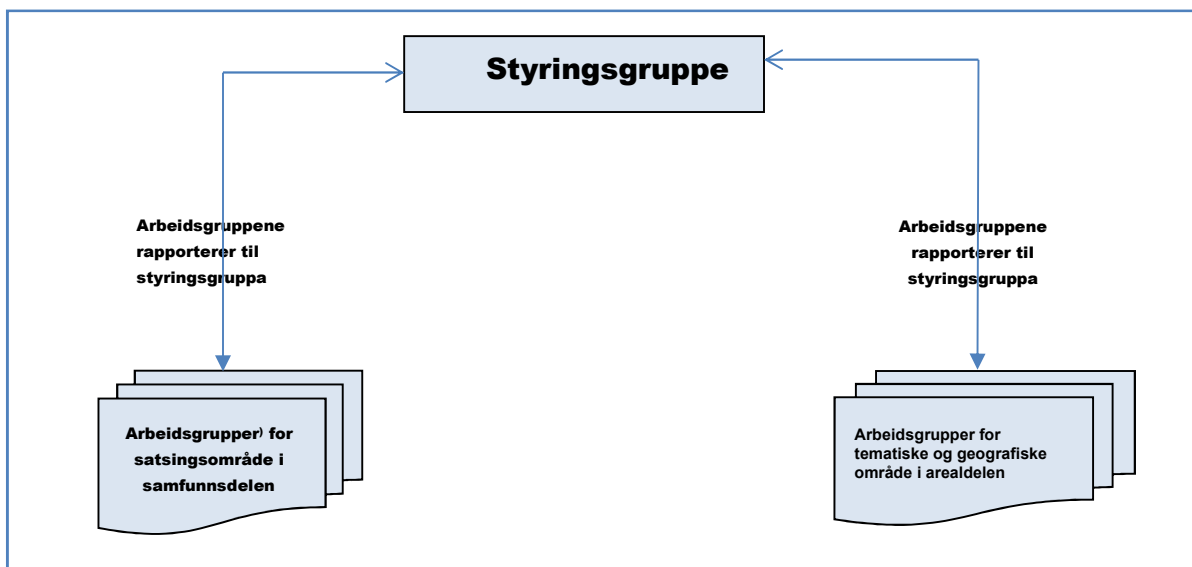 Styringsgruppe
Arbeidsgruppene
rapporterer til
styringsgruppa
Arbeidsgruppene
rapporterer til
styringsgruppa
Arbeidsgrupper⁾ for
satsingsområde i
samfunnsdelen
Arbeidsgrupper for
tematiske og geografiske
område i arealdelen